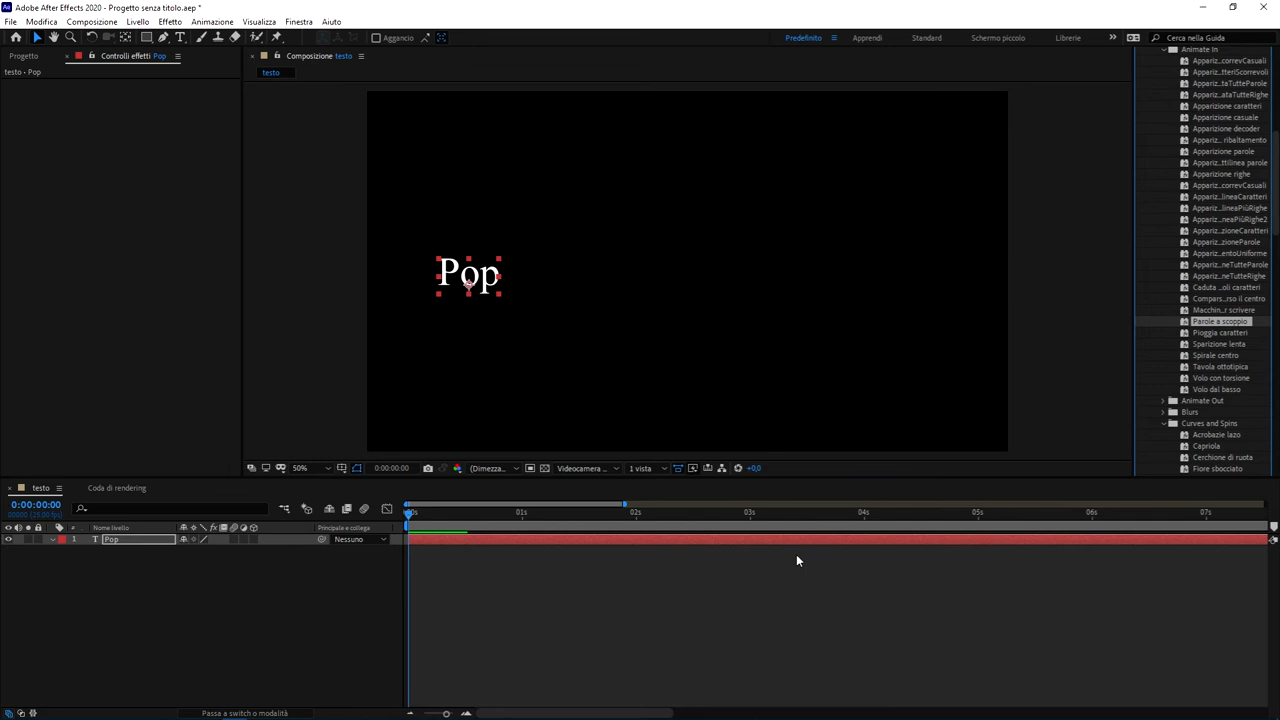 Adobe After Effects 2020 - Progetto senza titolo.aep *
File Modifica Composizione Livello Effetto Animazione Visualizza Finestra Aiuto
Aggancio Predefinito Apprendi Standard Schermo piccolo Librerie Cerca nella Guida
Progetto Controlli effetti Pop Composizione testo
testo • Pop testo
Animate In
Appariz...correvCasuali
Appariz...tteriScorrevoli
Appariz...taTutteParole
Appariz...ataTutteRighe
Apparizione caratteri
Apparizione casuale
Apparizione decoder
Appariz... ribaltamento
Apparizione parole
Appariz...ttilinea parole
Apparizione righe
Appariz...correvCasuali
Appariz...lineaCaratteri
Appariz...lineaPiùRighe
Appariz...neaPiùRighe2
Appariz...zioneCaratteri
Appariz...zioneParole
Appariz...entoUniforme
Appariz...neTutteParole
Appariz...neTutteRighe
Caduta ...oli caratteri
Compars...rso il centro
Macchin...r scrivere
Parole a scoppio
Pioggia caratteri
Sparizione lenta
Spirale centro
Tavola ottotipica
Volo con torsione
Volo dal basso
Animate Out
Blurs
Curves and Spins
Acrobazie lazo
Capriola
Cerchione di ruota
Fiore sbocciato
Pop
50% 0:00:00:00 (Dimezza... Videocamera ... 1 vista +0,0
testo Coda di rendering
0:00:00:00
00000 (25.00 fps)
01s 02s 03s 04s 05s 06s 07s
# Nome livello Principale e collega
1 T Pop Nessuno
Passa a switch o modalità